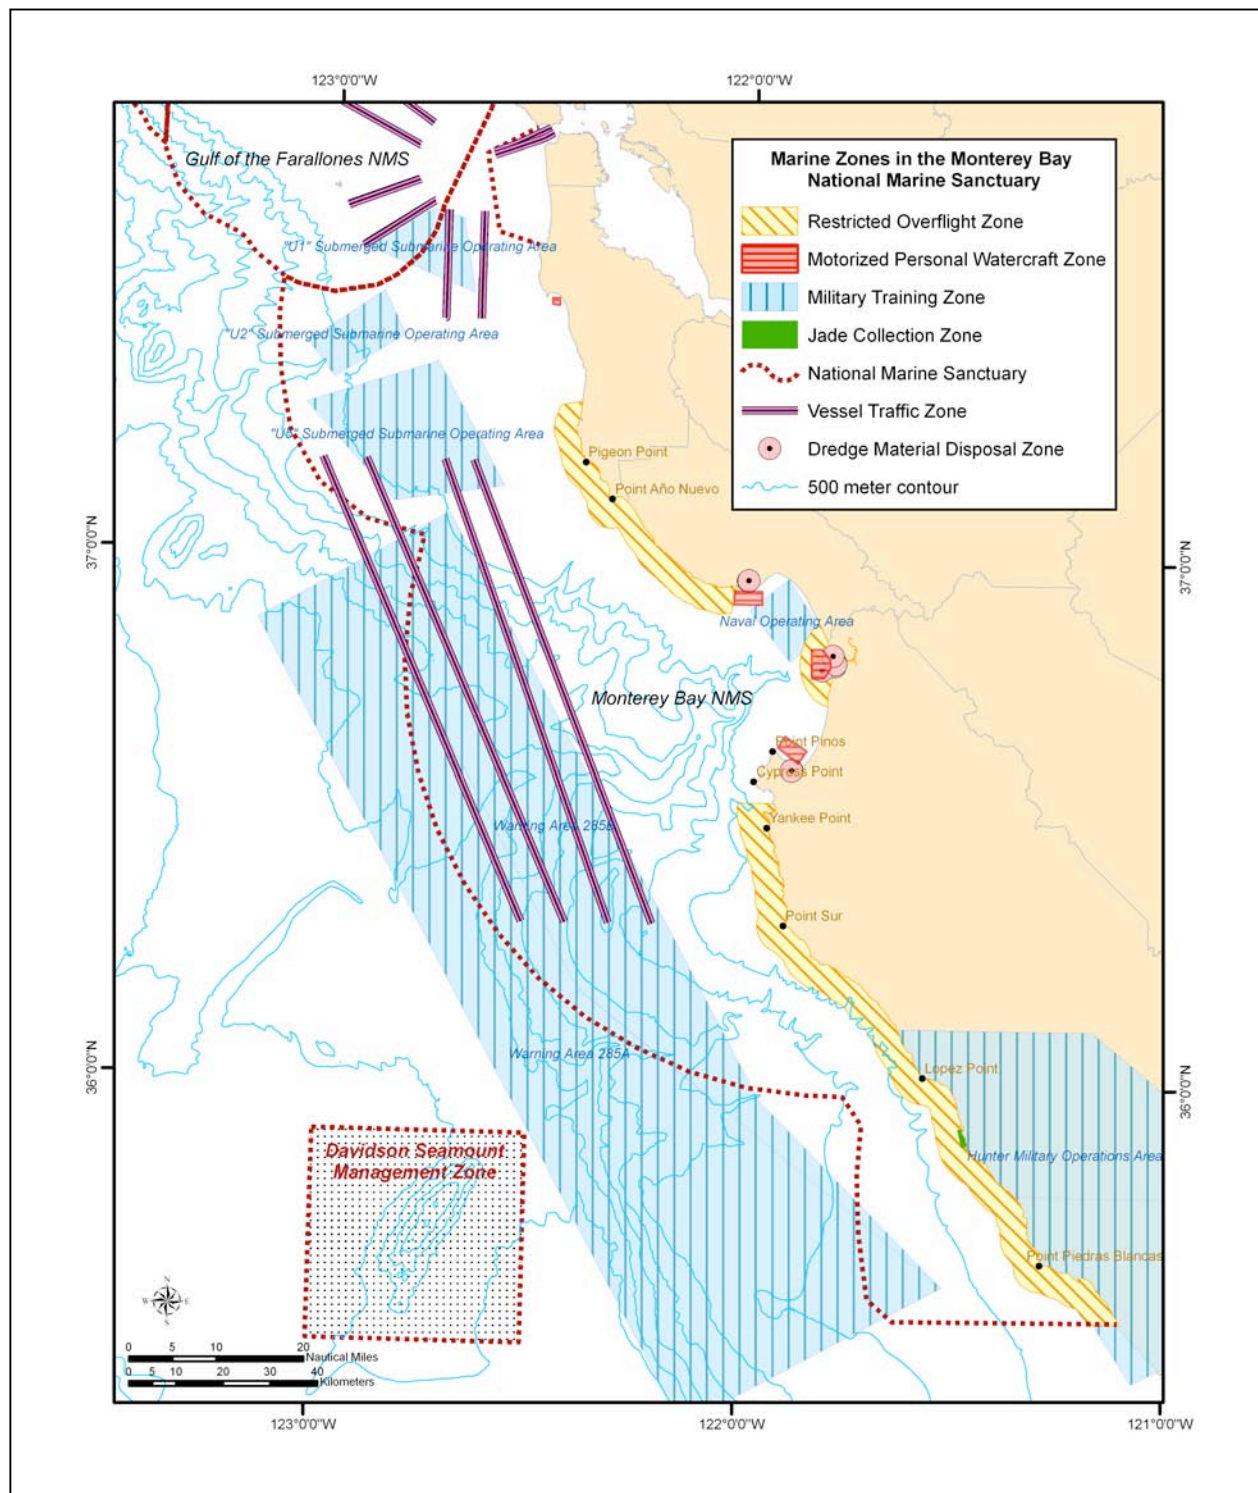 123°0'0"W
122°0'0"W
Gulf of the Farallones NMS
Marine Zones in the Monterey Bay
National Marine Sanctuary
Restricted Overflight Zone
Motorized Personal Watercraft Zone
Military Training Zone
Jade Collection Zone
National Marine Sanctuary
Vessel Traffic Zone
Dredge Material Disposal Zone
500 meter contour
"U1" Submerged Submarine Operating Area
"U2" Submerged Submarine Operating Area
Submerged Submarine Operating Area
Pigeon Point
Point Año Nuevo
37°0'0"N
37°0'0"N
Naval Operating Area
Monterey Bay NMS
Point Pinos
Cypress Point
Yankee Point
Warning Area 285B
Point Sur
Warning Area 285A
36°0'0"N
36°0'0"N
Lopez Point
Davidson Seamount
Management Zone
Hunter Military Operations Area
Point Piedras Blancas
N
W E
S
0 5 10 20
Nautical Miles
0 5 10 20 30 40
Kilometers
123°0'0"W
122°0'0"W
121°0'0"W